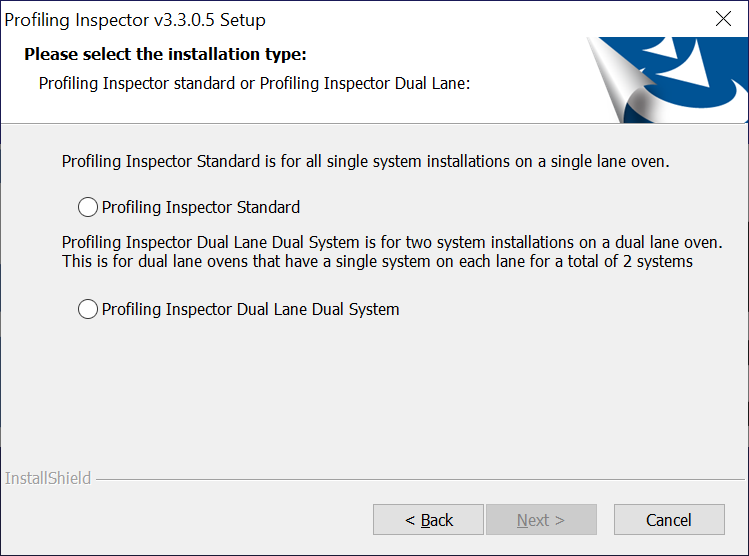 Profiling Inspector v3.3.0.5 Setup
Please select the installation type:
Profiling Inspector standard or Profiling Inspector Dual Lane:
Profiling Inspector Standard is for all single system installations on a single lane oven.
Profiling Inspector Standard
Profiling Inspector Dual Lane Dual System is for two system installations on a dual lane oven.
This is for dual lane ovens that have a single system on each lane for a total of 2 systems
Profiling Inspector Dual Lane Dual System
InstallShield
< Back
Next >
Cancel